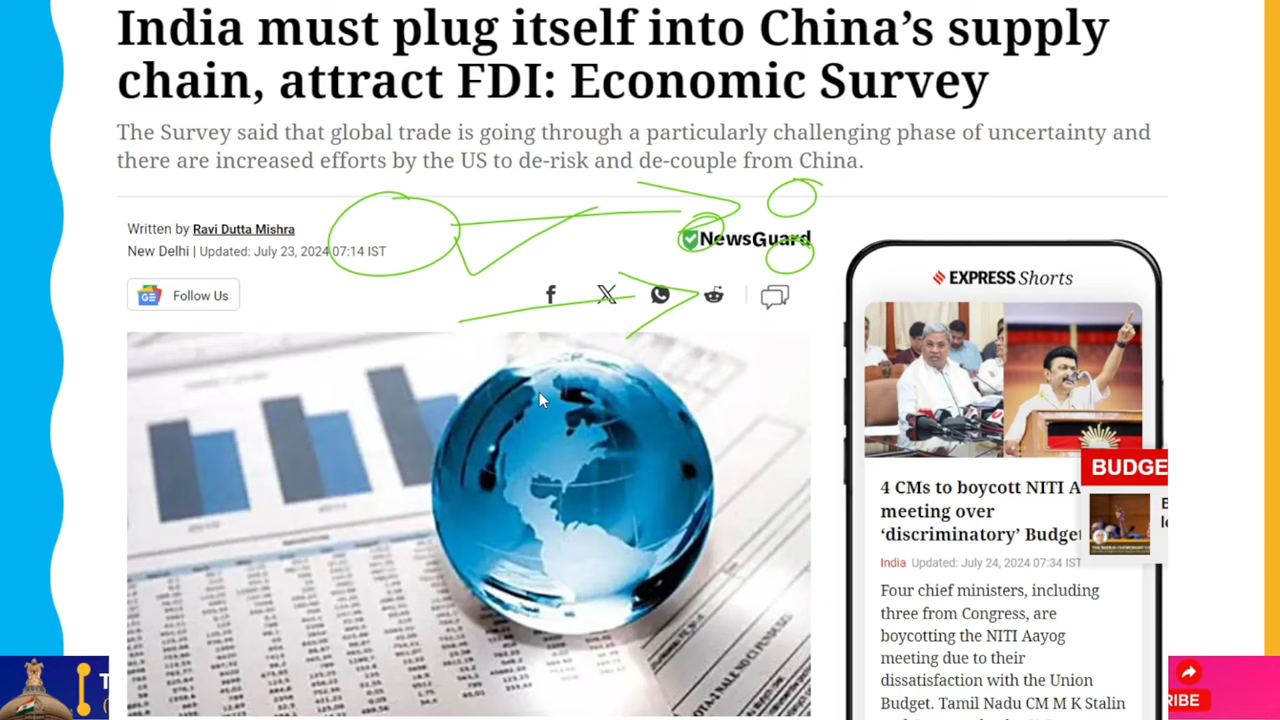 India must plug itself into China's supply
chain, attract FDI: Economic Survey
The Survey said that global trade is going through a particularly challenging phase of uncertainty and
there are increased efforts by the US to de-risk and de-couple from China.
Written by Ravi Dutta Mishra
New Delhi | Updated: July 23, 2024 07:14 IST
NewsGuard
Follow Us
EXPRESS Shorts
4 CMs to boycott NITI A
meeting over
'discriminatory' Budge
India Updated: July 24, 2024 07:34 IST
Four chief ministers, including
three from Congress, are
boycotting the NITI Aayog
meeting due to their
dissatisfaction with the Union
Budget. Tamil Nadu CM M K Stalin
BUDGE
B
le
T
RIBE